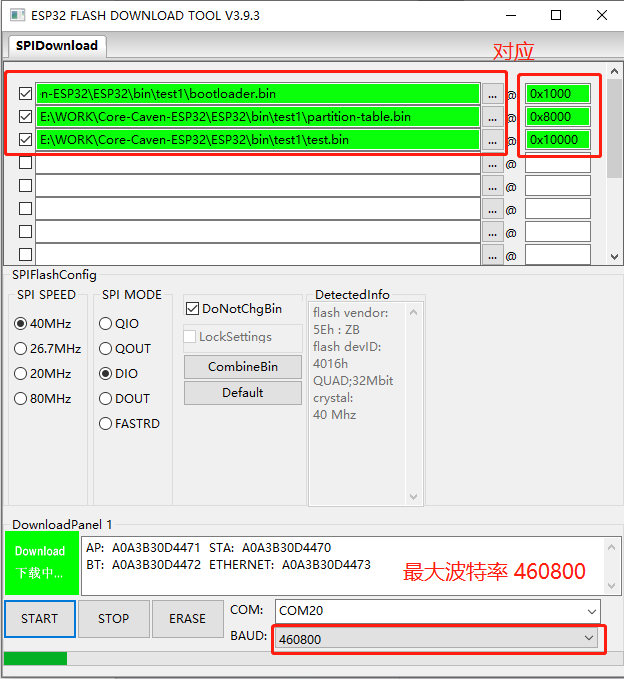 ESP32 FLASH DOWNLOAD TOOL V3.9.3
SPIDownload
对应
n-ESP32\ESP32\bin\test1\bootloader.bin ... @ 0x1000
E:\WORK\Core-Caven-ESP32\ESP32\bin\test1\partition-table.bin ... @ 0x8000
E:\WORK\Core-Caven-ESP32\ESP32\bin\test1\test.bin ... @ 0x10000
... @
... @
... @
... @
... @
SPIFlashConfig
SPI SPEED
40MHz
26.7MHz
20MHz
80MHz
SPI MODE
QIO
QOUT
DIO
DOUT
FASTRD
DoNotChgBin
LockSettings
CombineBin
Default
DetectedInfo
flash vendor:
5Eh : ZB
flash devID:
4016h
QUAD;32Mbit
crystal:
40 Mhz
DownloadPanel 1
Download
下载中...
AP: A0A3B30D4471 STA: A0A3B30D4470
BT: A0A3B30D4472 ETHERNET: A0A3B30D4473
最大波特率 460800
START
STOP
ERASE
COM: COM20
BAUD: 460800